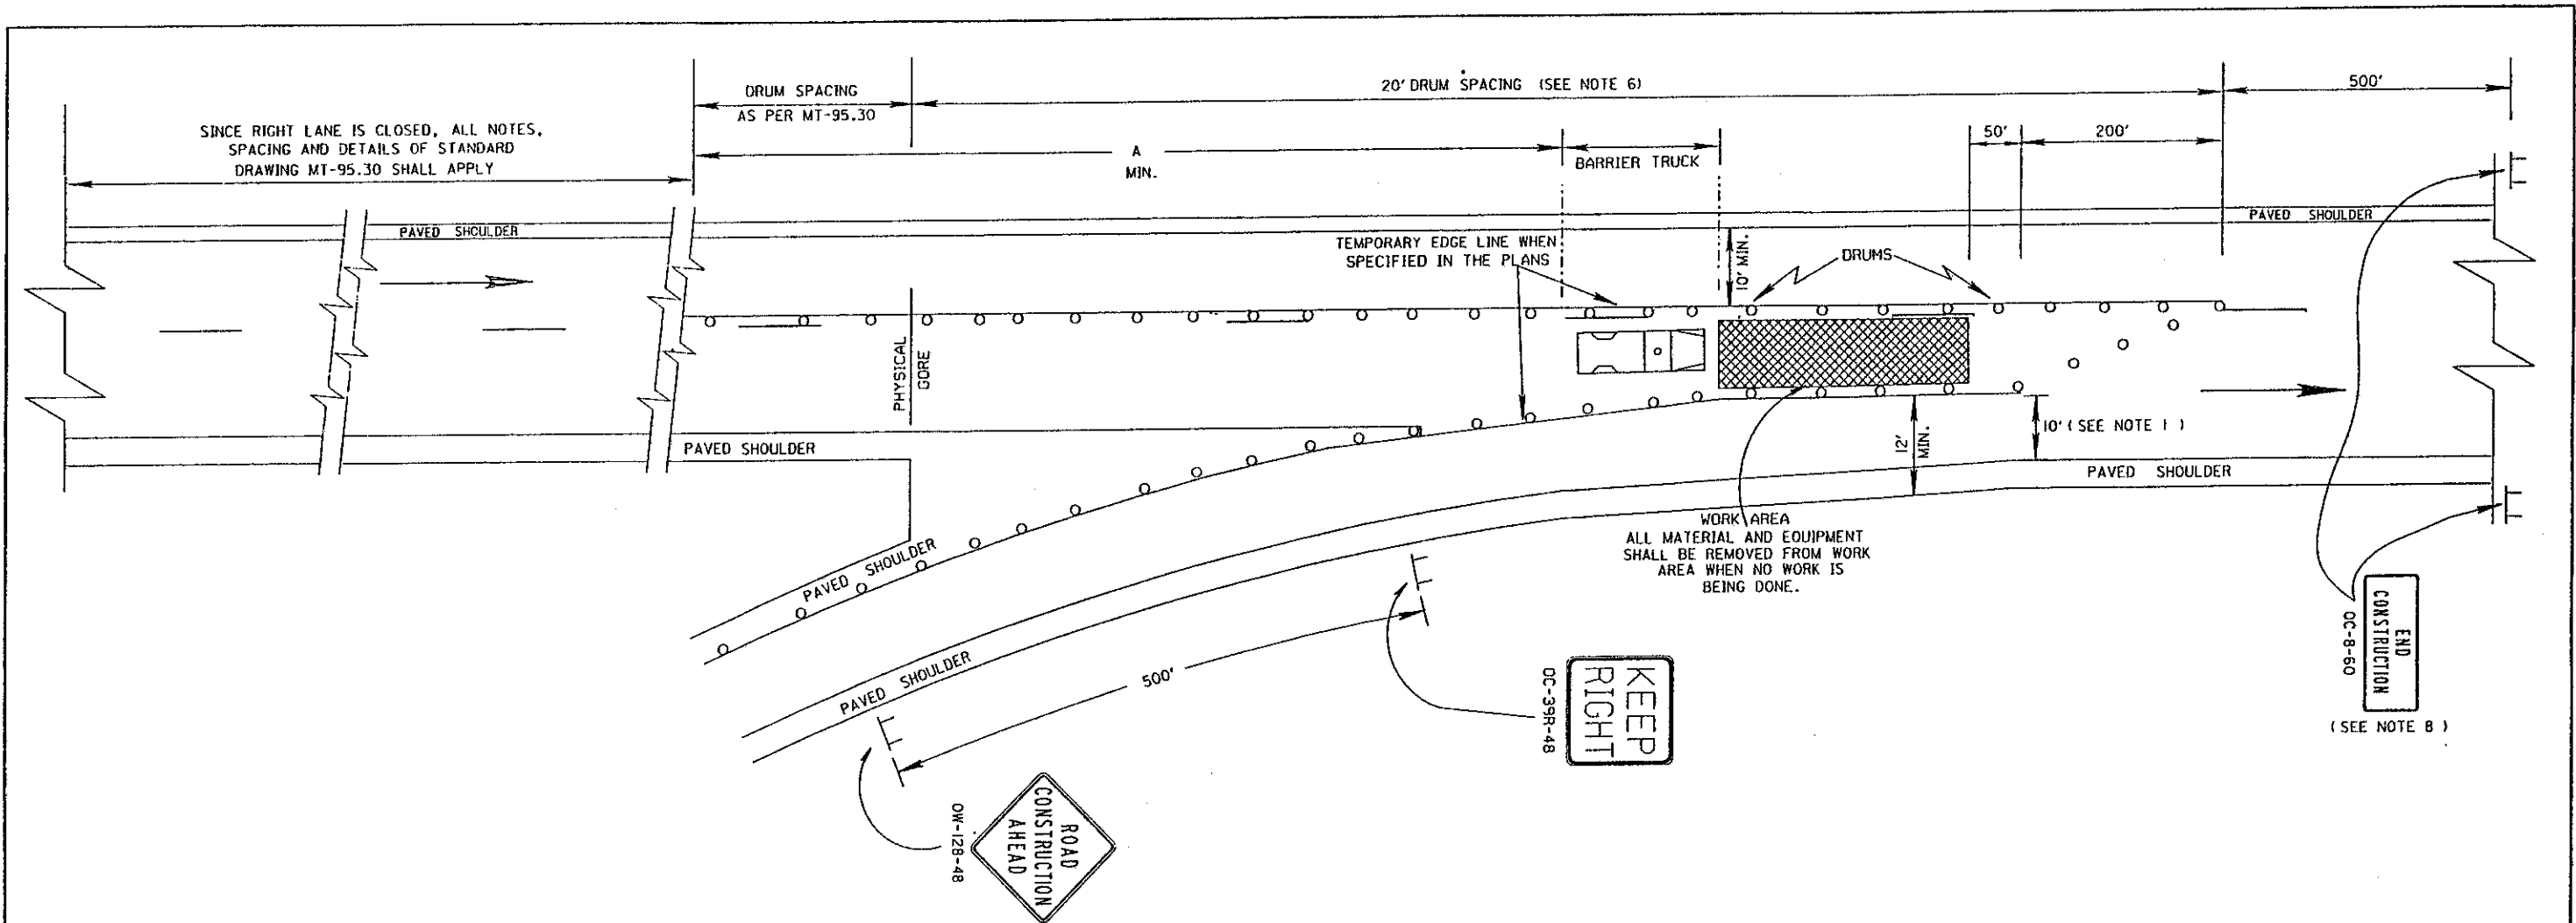 DRUM SPACING
AS PER MT-95.30
20' DRUM SPACING (SEE NOTE 6)
500'
SINCE RIGHT LANE IS CLOSED, ALL NOTES,
SPACING AND DETAILS OF STANDARD
DRAWING MT-95.30 SHALL APPLY
A
MIN.
BARRIER TRUCK
50'
200'
PAVED SHOULDER
PAVED SHOULDER
TEMPORARY EDGE LINE WHEN
SPECIFIED IN THE PLANS
10' MIN.
DRUMS
PHYSICAL
GORE
PAVED SHOULDER
12'
MIN.
10' (SEE NOTE 1)
PAVED SHOULDER
WORK AREA
ALL MATERIAL AND EQUIPMENT
SHALL BE REMOVED FROM WORK
AREA WHEN NO WORK IS
BEING DONE.
PAVED SHOULDER
PAVED SHOULDER
500'
KEEP
RIGHT
OC-39R-48
END
CONSTRUCTION
OC-8-60
(SEE NOTE 8)
ROAD
CONSTRUCTION
AHEAD
OW-128-48